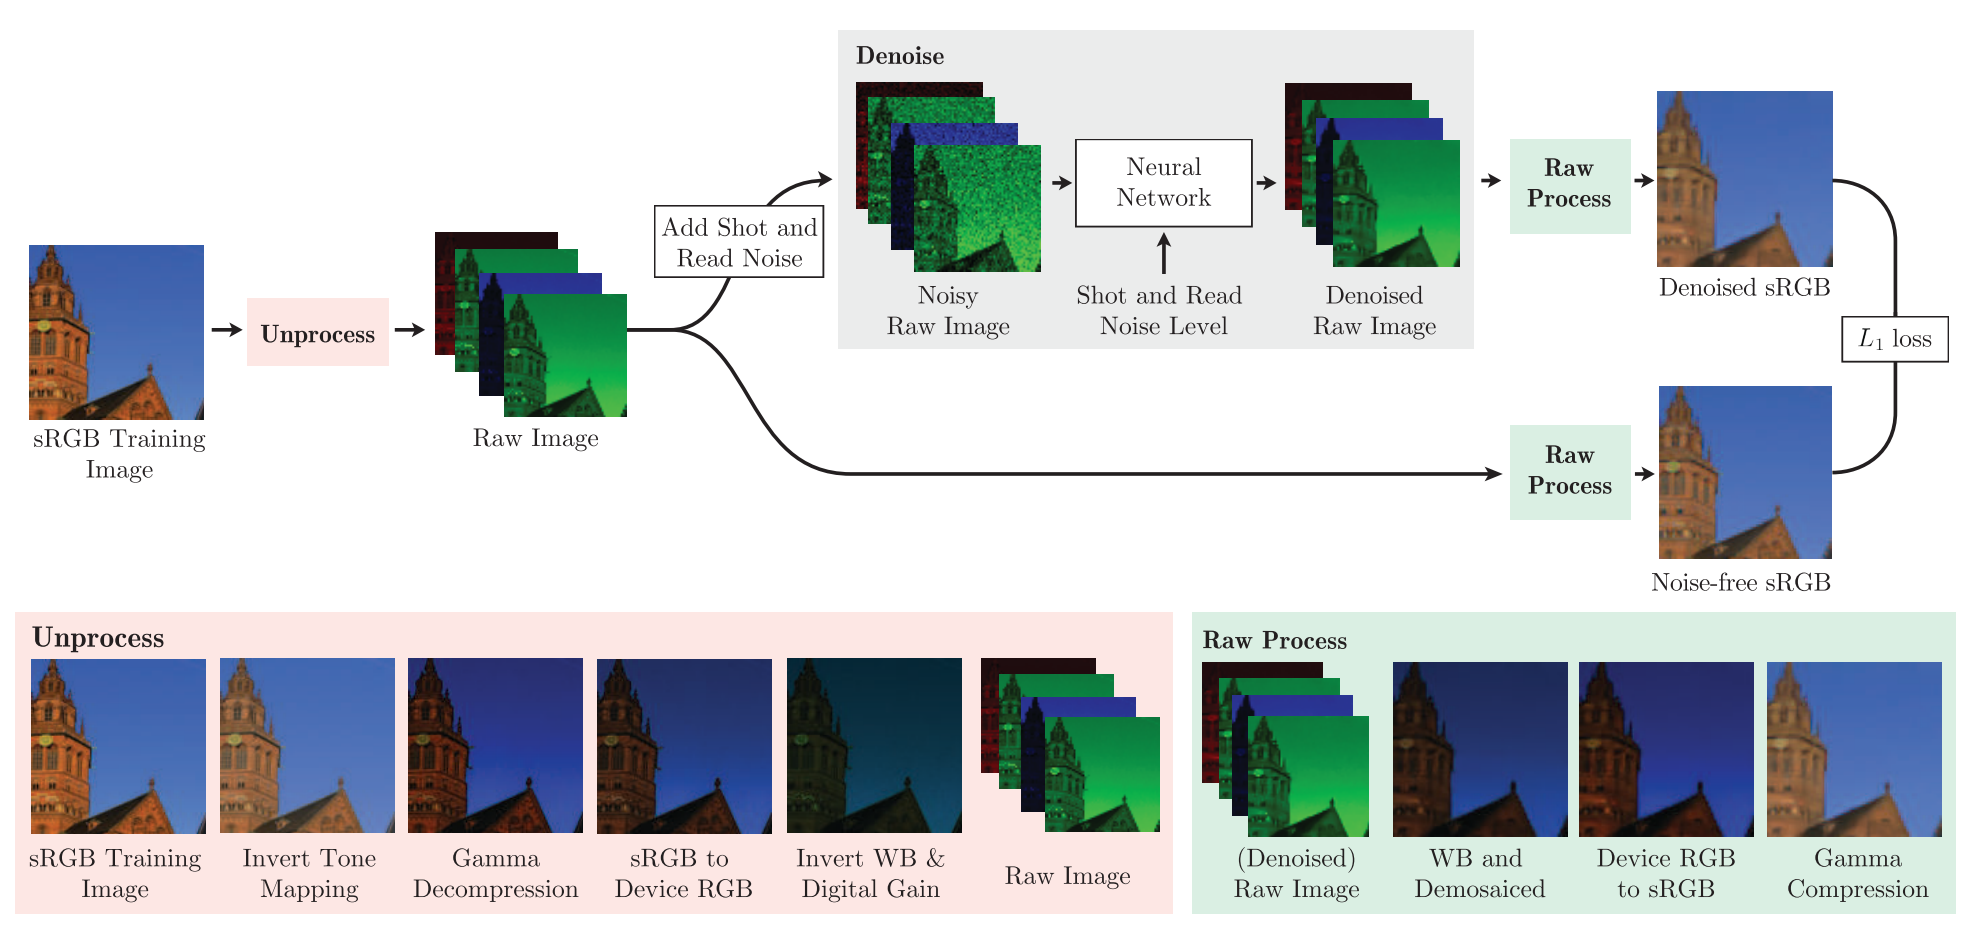 Denoise
Neural
Network
Raw
Process
Add Shot and
Read Noise
Noisy
Raw Image
Shot and Read
Noise Level
Denoised
Raw Image
Denoised sRGB
Unprocess
L1 loss
sRGB Training
Image
Raw Image
Raw
Process
Noise-free sRGB
Unprocess
sRGB Training
Image
Invert Tone
Mapping
Gamma
Decompression
sRGB to
Device RGB
Invert WB &
Digital Gain
Raw Image
Raw Process
(Denoised)
Raw Image
WB and
Demosaiced
Device RGB
to sRGB
Gamma
Compression